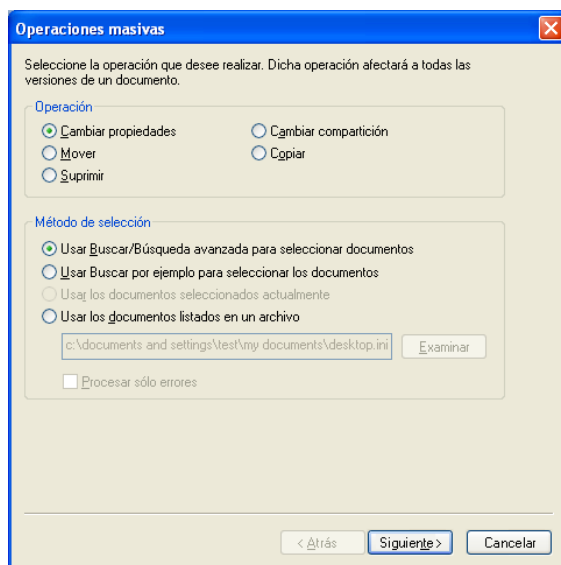 Operaciones masivas
Seleccione la operación que desee realizar. Dicha operación afectará a todas las
versiones de un documento.
Operación
Cambiar propiedades
Cambiar compartición
Mover
Copiar
Suprimir
Método de selección
Usar Buscar/Búsqueda avanzada para seleccionar documentos
Usar Buscar por ejemplo para seleccionar los documentos
Usar los documentos seleccionados actualmente
Usar los documentos listados en un archivo
c:\documents and settings\test\my documents\desktop.ini
Examinar
Procesar sólo errores
< Atrás
Siguiente >
Cancelar